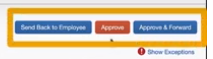 Send Back to Employee Approve Approve & Forward
Show Exceptions